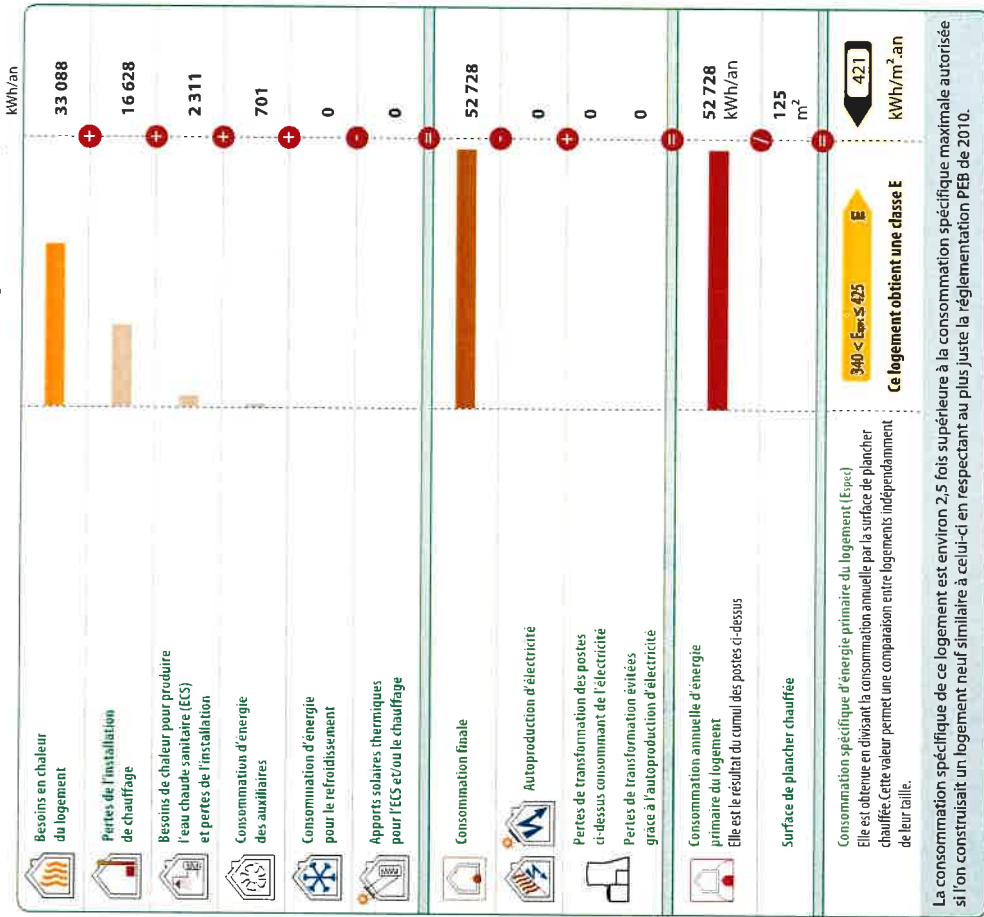 kWh/an
Besoins en chaleur
du logement
33 088
+
Pertes de l'installation
de chauffage
16 628
+
Besoins de chaleur pour produire
l'eau chaude sanitaire (ECS)
et pertes de l'installation
2 311
+
Consommation d'énergie
des auxiliaires
701
+
Consommation d'énergie
pour le refroidissement
0
-
Apports solaires thermiques
pour l'ECS et/ou le chauffage
0
=
Consommation finale
52 728
-
Autoproduction d'électricité
0
+
Pertes de transformation des postes
ci-dessus consommant de l'électricité
0
Pertes de transformation évitées
grâce à l'autoproduction d'électricité
0
=
Consommation annuelle d'énergie
primaire du logement
Elle est le résultat du cumul des postes ci-dessus
52 728
kWh/an
/
Surface de plancher chauffée
125
m²
=
Consommation spécifique d'énergie primaire du logement (Espec)
Elle est obtenue en divisant la consommation annuelle par la surface de plancher
chauffée.Cette valeur permet une comparaison entre logements indépendamment
de leur taille.
340 < Espec ≤ 425 E
Ce logement obtient une classe E
421
kWh/m².an
La consommation spécifique de ce logement est environ 2,5 fois supérieure à la consommation spécifique maximale autorisée
si l'on construisait un logement neuf similaire à celui-ci en respectant au plus juste la réglementation PEB de 2010.